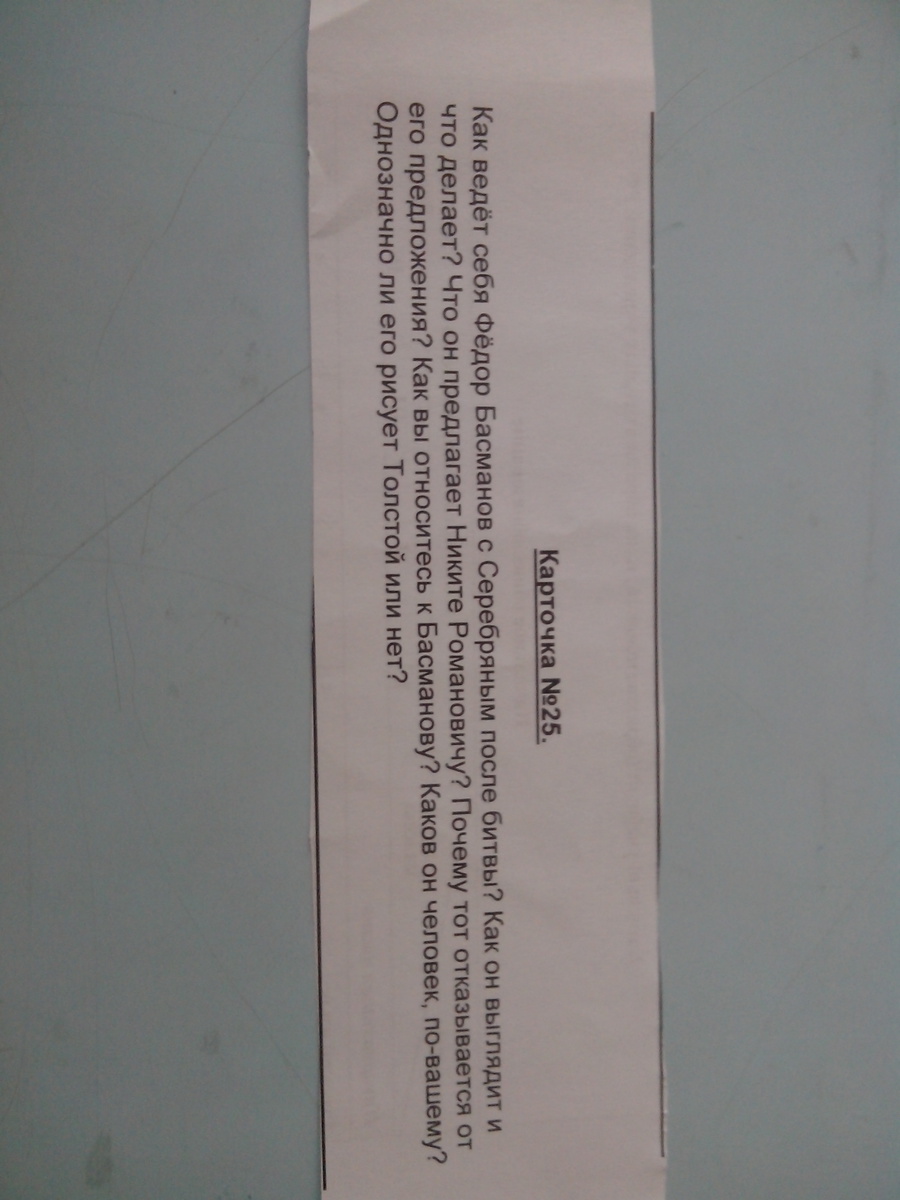 Карточка №25.
Как ведёт себя Фёдор Басманов с Серебряным после битвы? Как он выглядит и
что делает? Что он предлагает Никите Романовичу? Почему тот отказывается от
его предложения? Как вы относитесь к Басманову? Каков он человек, по-вашему?
Однозначно ли его рисует Толстой или нет?